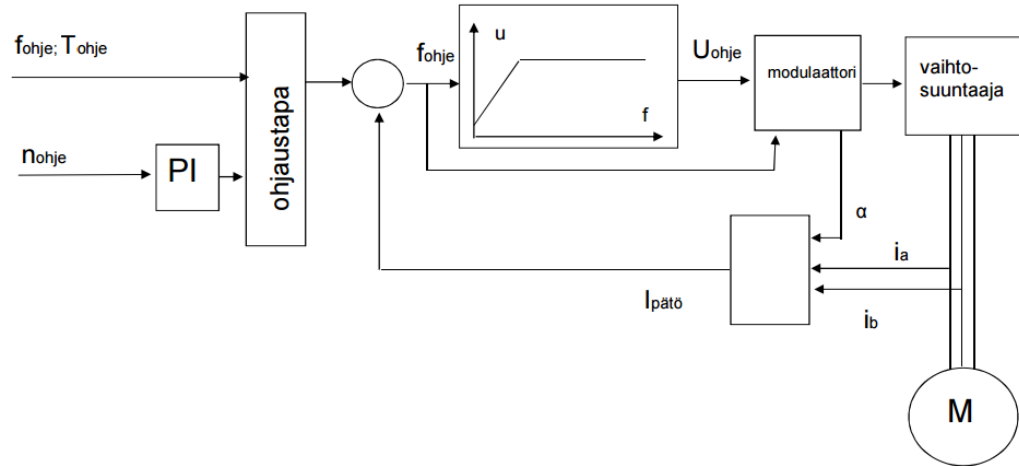 fohje; Tohje
nohje
PI
ohjaustapa
fohje
u
f
Uohje
modulaattori
vaihto-
suuntaaja
α
ia
ib
Ipätö
M